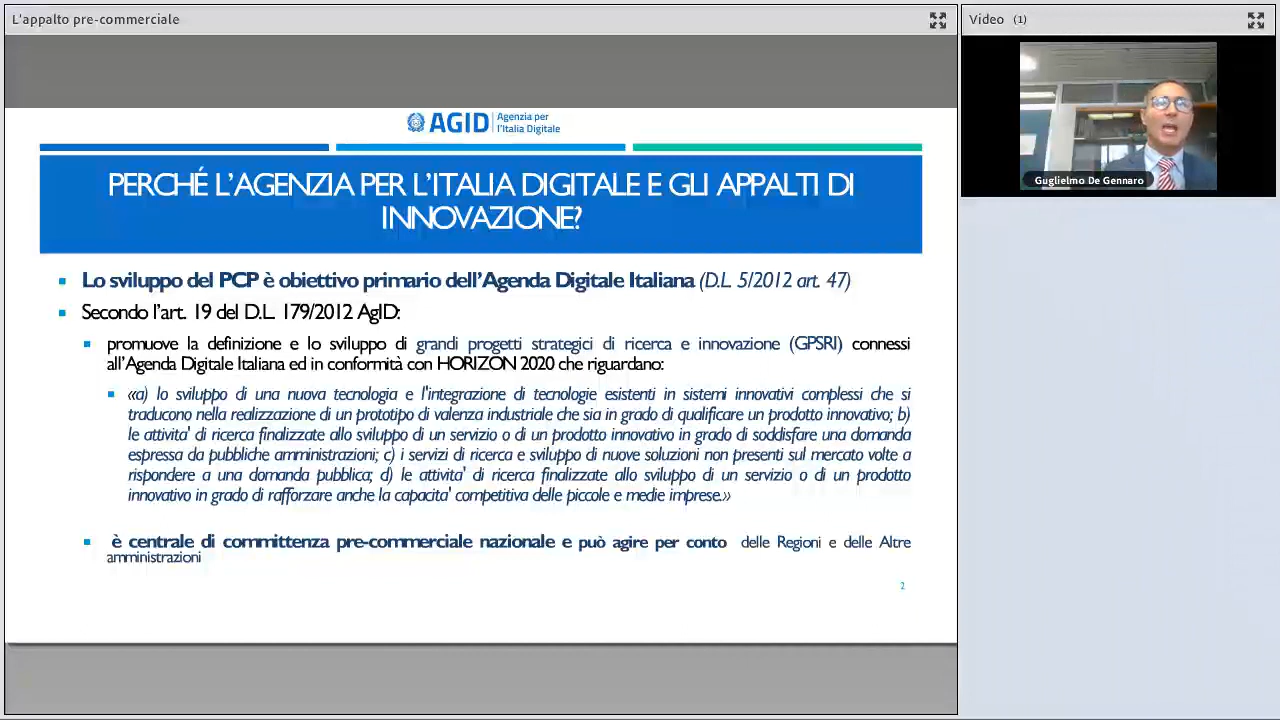 L'appalto pre-commerciale
Video (1)
AGID Agenzia per
l'Italia Digitale
PERCHÉ L'AGENZIA PER L'ITALIA DIGITALE E GLI APPALTI DI
INNOVAZIONE?
Lo sviluppo del PCP è obiettivo primario dell'Agenda Digitale Italiana (D.L. 5/2012 art. 47)
Secondo l'art. 19 del D.L. 179/2012 AgID:
promuove la definizione e lo sviluppo di grandi progetti strategici di ricerca e innovazione (GPSRI) connessi
all'Agenda Digitale Italiana ed in conformità con HORIZON 2020 che riguardano:
«a) lo sviluppo di una nuova tecnologia e l'integrazione di tecnologie esistenti in sistemi innovativi complessi che si
traducono nella realizzazione di un prototipo di valenza industriale che sia in grado di qualificare un prodotto innovativo; b)
le attivita' di ricerca finalizzate allo sviluppo di un servizio o di un prodotto innovativo in grado di soddisfare una domanda
espressa da pubbliche amministrazioni; c) i servizi di ricerca e sviluppo di nuove soluzioni non presenti sul mercato volte a
rispondere a una domanda pubblica; d) le attivita' di ricerca finalizzate allo sviluppo di un servizio o di un prodotto
innovativo in grado di rafforzare anche la capacita' competitiva delle piccole e medie imprese.»
è centrale di committenza pre-commerciale nazionale e può agire per conto delle Regioni e delle Altre
amministrazioni
2
Guglielmo De Gennaro